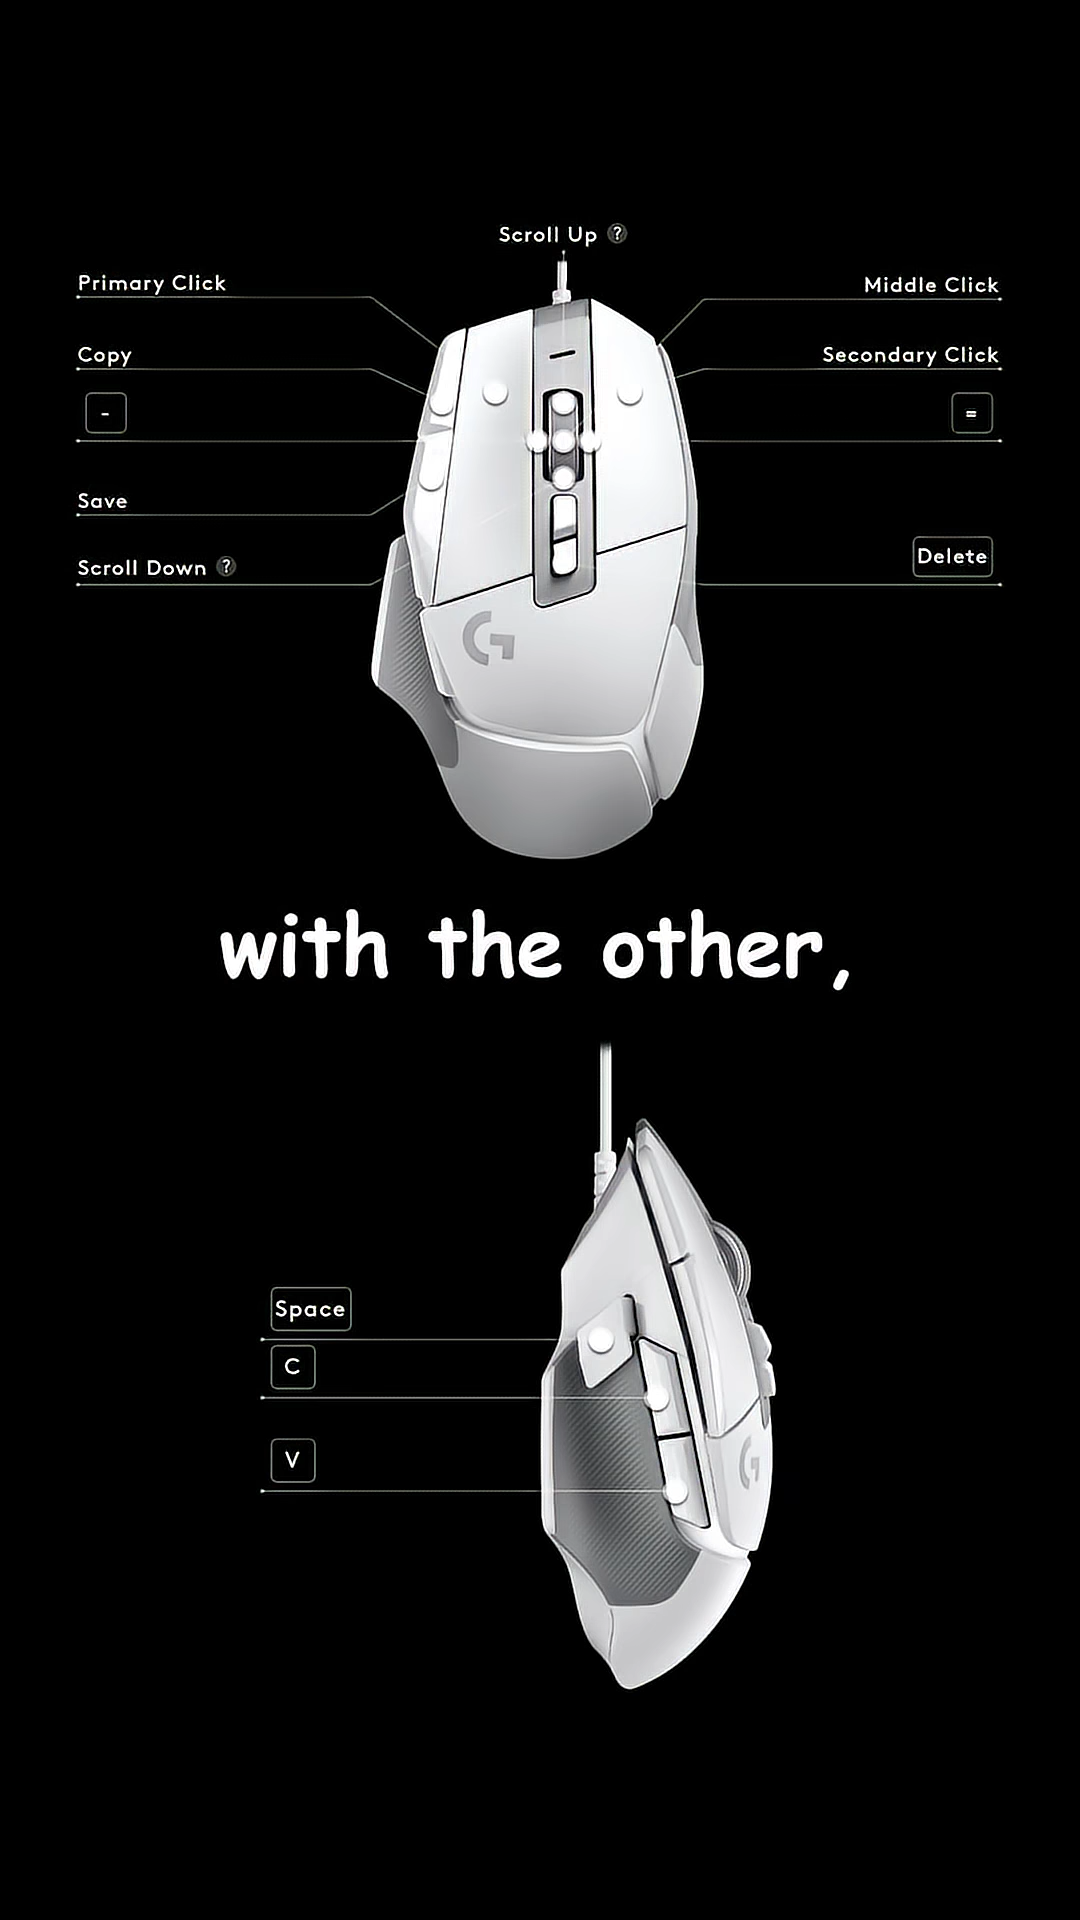 Scroll Up ?
Primary Click
Middle Click
Copy
Secondary Click
-
=
Save
Delete
Scroll Down ?
G
with the other,
Space
C
V
G